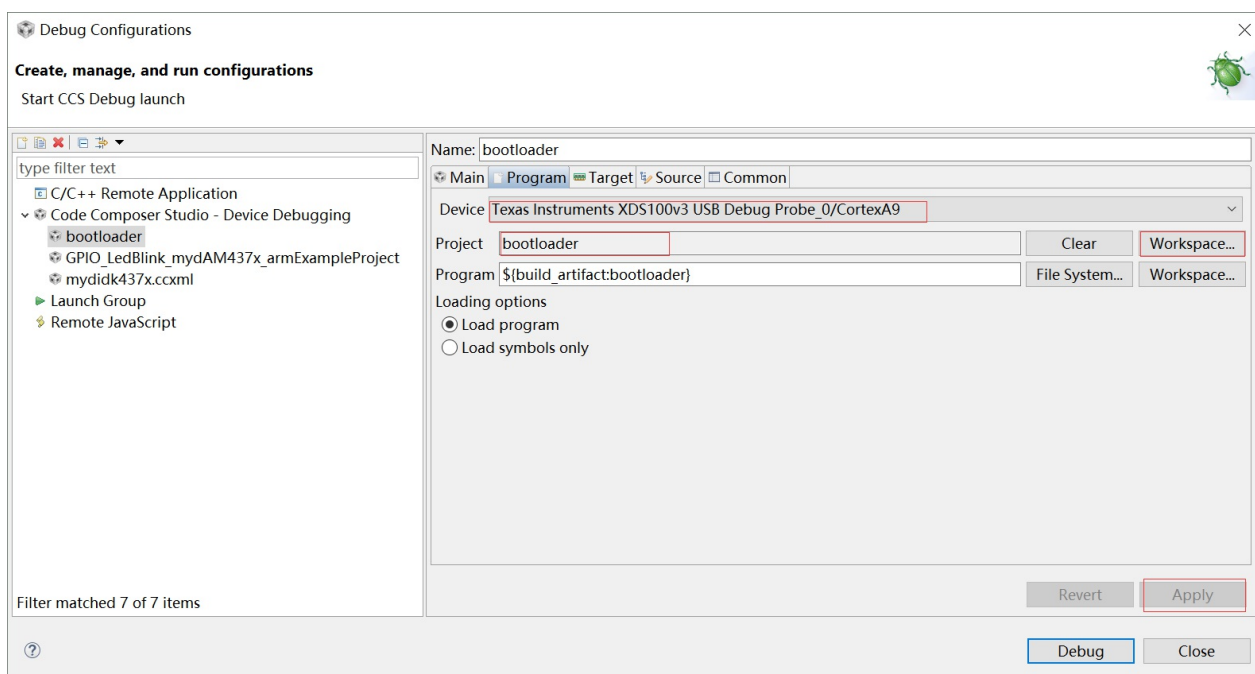 Debug Configurations
Create, manage, and run configurations
Start CCS Debug launch
type filter text
C/C++ Remote Application
Code Composer Studio - Device Debugging
bootloader
GPIO_LedBlink_mydAM437x_armExampleProject
mydidk437x.ccxml
Launch Group
Remote JavaScript
Filter matched 7 of 7 items
Name: bootloader
Main Program Target Source Common
Device Texas Instruments XDS100v3 USB Debug Probe_0/CortexA9
Project bootloader Clear Workspace...
Program ${build_artifact:bootloader} File System... Workspace...
Loading options
Load program
Load symbols only
Revert Apply
Debug Close